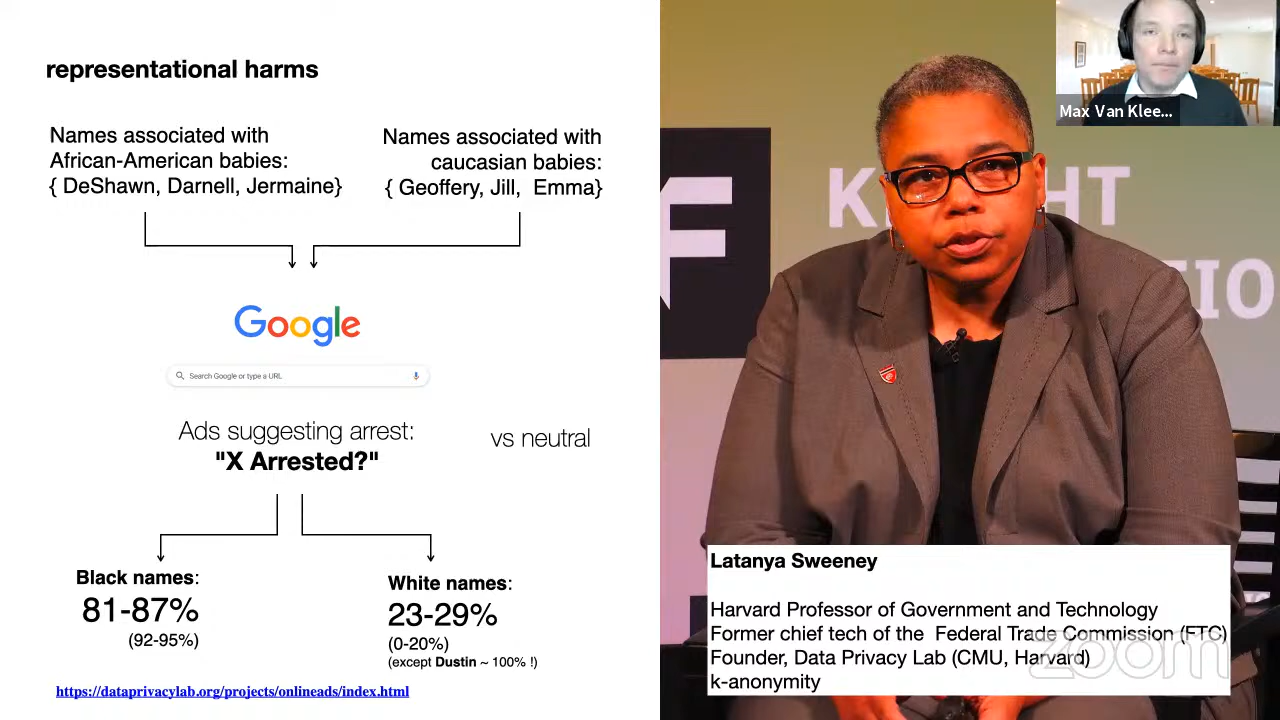 representational harms
Names associated with
African-American babies:
{ DeShawn, Darnell, Jermaine}
Names associated with
caucasian babies:
{ Geoffery, Jill, Emma}
Google
Search Google or type a URL
Ads suggesting arrest:
"X Arrested?"
vs neutral
Black names:
81-87%
(92-95%)
White names:
23-29%
(0-20%)
(except Dustin ~ 100% !)
https://dataprivacylab.org/projects/onlineads/index.html
Max Van Klee...
Latanya Sweeney
Harvard Professor of Government and Technology
Former chief tech of the Federal Trade Commission (FTC)
Founder, Data Privacy Lab (CMU, Harvard)
k-anonymity
zoom